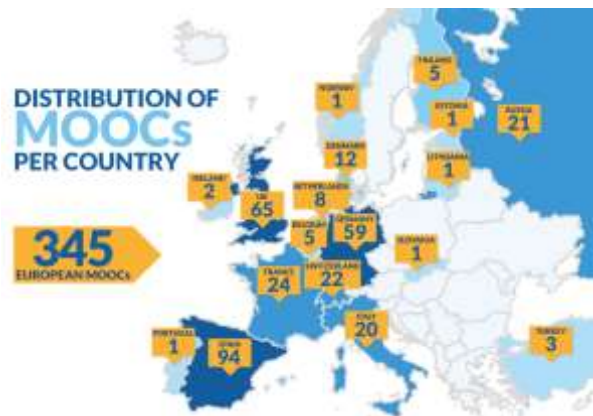 DISTRIBUTION OF
MOOCs
PER COUNTRY
345
EUROPEAN MOOCs
FINLAND
5
NORWAY
1
ESTONIA
1
RUSSIA
21
DENMARK
12
LITHUANIA
1
IRELAND
2
UK
65
NETHERLANDS
8
BELGIUM
5
GERMANY
59
SLOVAKIA
1
FRANCE
24
SWITZERLAND
22
ITALY
20
TURKEY
3
PORTUGAL
1
SPAIN
94